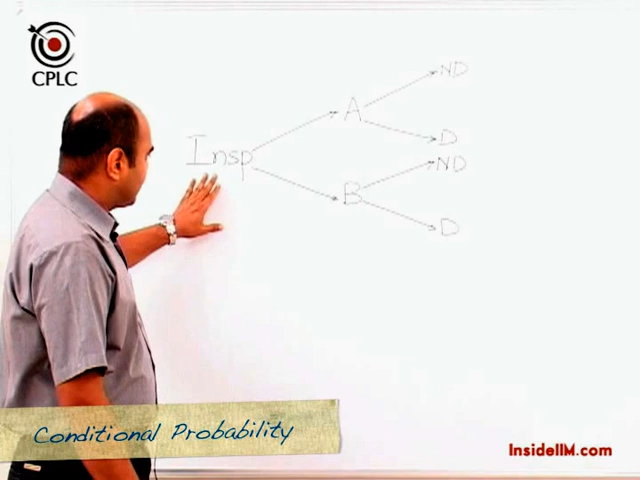 CPLC
ND
A
D
Insp
ND
B
D
Conditional Probability
InsideIIM.com